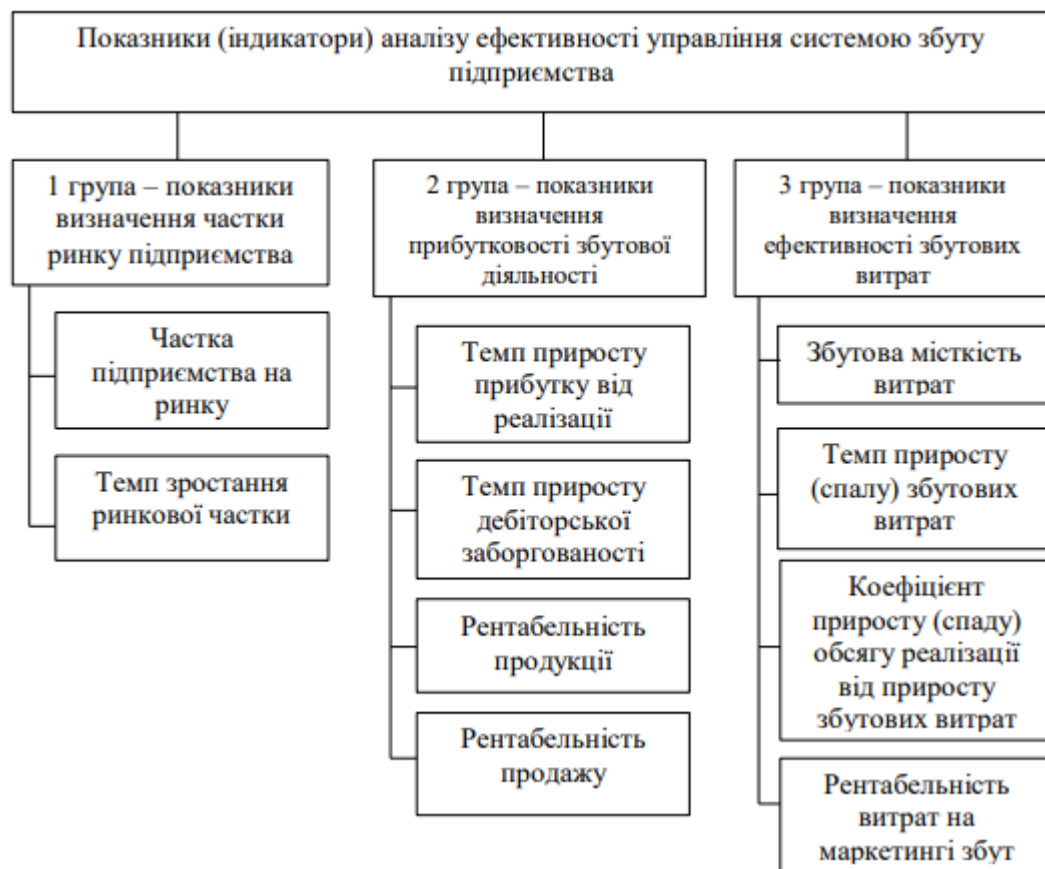 Показники (індикатори) аналізу ефективності управління системою збуту
підприємства
1 група – показники
визначення частки
ринку підприємства
Частка
підприємства на
ринку
Темп зростання
ринкової частки
2 група – показники
визначення
прибутковості збутової
діяльності
Темп приросту
прибутку від
реалізації
Темп приросту
дебіторської
заборгованості
Рентабельність
продукції
Рентабельність
продажу
3 група – показники
визначення
ефективності збутових
витрат
Збутова місткість
витрат
Темп приросту
(спалу) збутових
витрат
Коефіцієнт
приросту (спаду)
обсягу реалізації
від приросту
збутових витрат
Рентабельність
витрат на
маркетингі збут